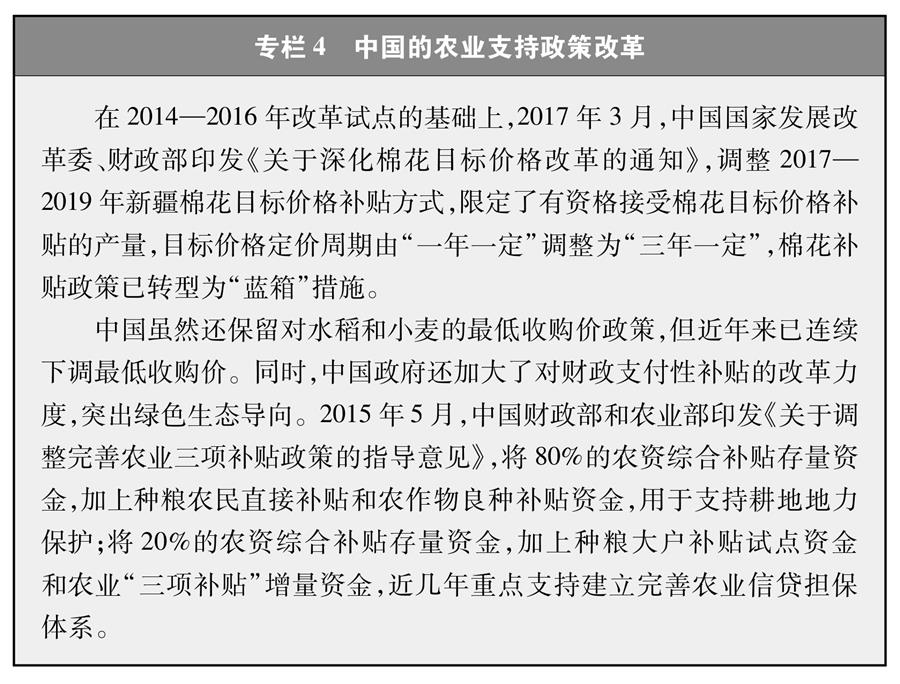 专栏 4　中国的农业支持政策改革
在 2014—2016 年改革试点的基础上,2017 年 3 月,中国国家发展改
革委、财政部印发《关于深化棉花目标价格改革的通知》,调整 2017—
2019 年新疆棉花目标价格补贴方式,限定了有资格接受棉花目标价格补
贴的产量,目标价格定价周期由“一年一定”调整为“三年一定”,棉花补
贴政策已转型为“蓝箱”措施。
中国虽然还保留对水稻和小麦的最低收购价政策,但近年来已连续
下调最低收购价。同时,中国政府还加大了对财政支付性补贴的改革力
度,突出绿色生态导向。2015 年 5 月,中国财政部和农业部印发《关于调
整完善农业三项补贴政策的指导意见》,将 80%的农资综合补贴存量资
金,加上种粮农民直接补贴和农作物良种补贴资金,用于支持耕地地力
保护;将 20%的农资综合补贴存量资金,加上种粮大户补贴试点资金
和农业“三项补贴”增量资金,近几年重点支持建立完善农业信贷担保
体系。